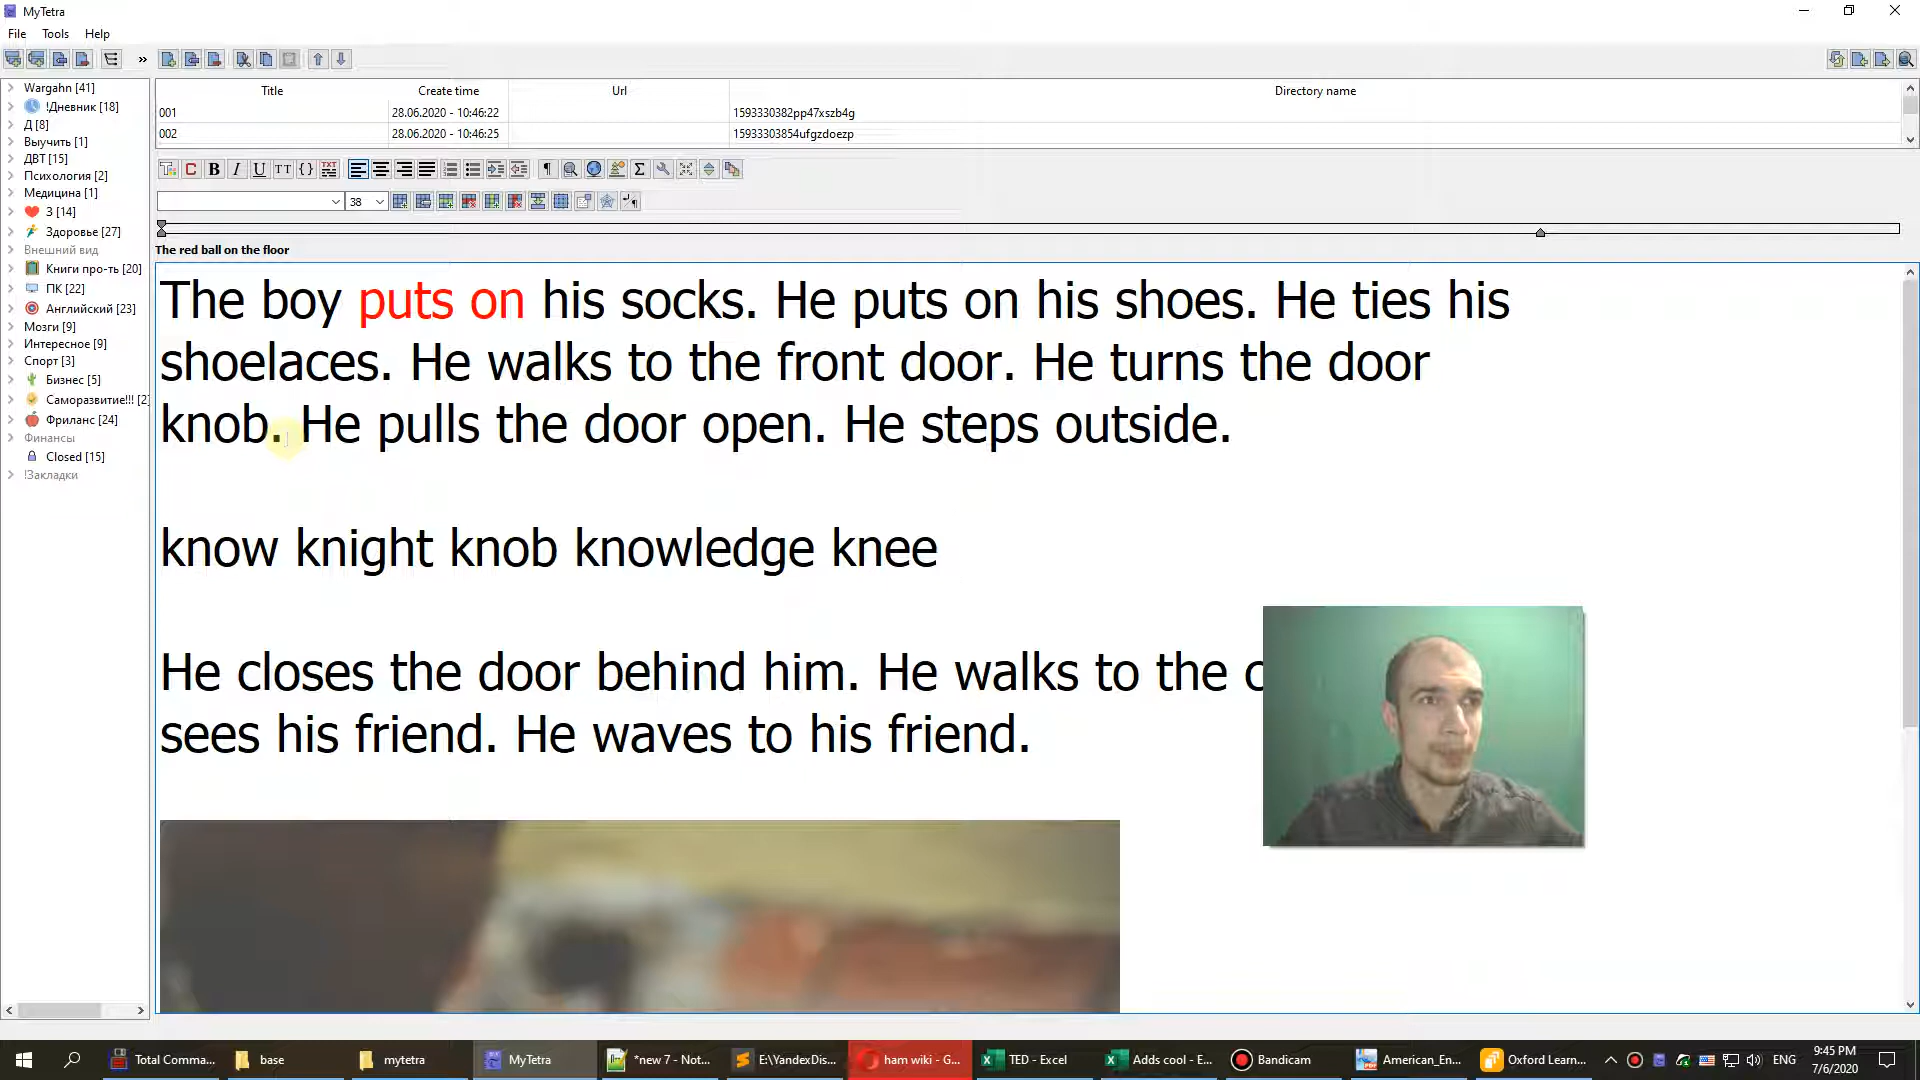 MyTetra
File Tools Help
»
Title Create time Url Directory name
001 28.06.2020 - 10:46:22 1593330382pp47xszb4g
002 28.06.2020 - 10:46:25 15933303854ufgzdoezp
Wargahn [41]
!Дневник [18]
Д [8]
Выучить [1]
ДВТ [15]
Психология [2]
Медицина [1]
З [14]
Здоровье [27]
Внешний вид
Книги про-ть [20]
ПК [22]
Английский [23]
Мозги [9]
Интересное [9]
Спорт [3]
Бизнес [5]
Саморазвитие!!! [2]
Фриланс [24]
Финансы
Closed [15]
!Закладки
C B I U TT { } TXT ¶ Σ
38
The red ball on the floor
The boy puts on his socks. He puts on his shoes. He ties his
shoelaces. He walks to the front door. He turns the door
knob. He pulls the door open. He steps outside.
know knight knob knowledge knee
He closes the door behind him. He walks to the
sees his friend. He waves to his friend.
Total Comma... base mytetra MyTetra *new 7 - Not... E:\YandexDis... ham wiki - G... TED - Excel Adds cool - E... Bandicam American_En... Oxford Learn... ENG 9:45 PM
7/6/2020